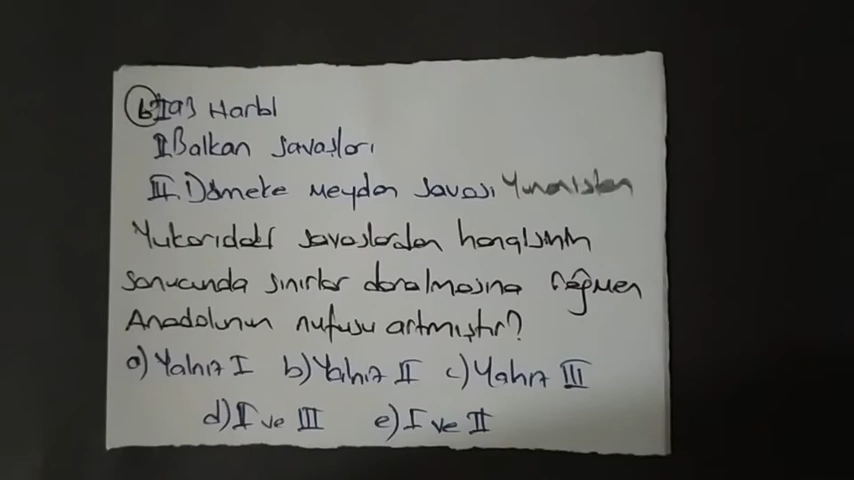 b) I 93 Harbi
II Balkan savaşları
III. Dömeke meydan savaşı Yunanistan
Yukarıdaki savaşlardan hangisinin
sonucunda sınırlar daralmasına rağmen
Anadolunun nufusu artmıştır?
a) Yalnız I b) Yalnız II c) Yalnız III
d) I ve III e) I ve II